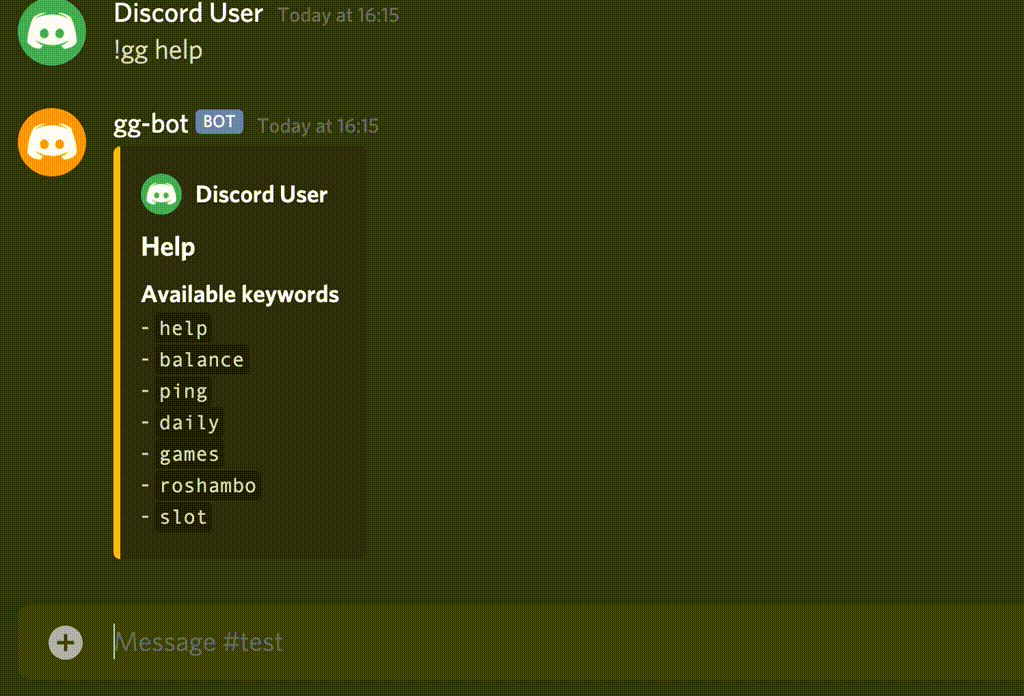 Discord User Today at 16:15
!gg help
gg-bot BOT Today at 16:15
Discord User
Help
Available keywords
- help
- balance
- ping
- daily
- games
- roshambo
- slot
Message #test